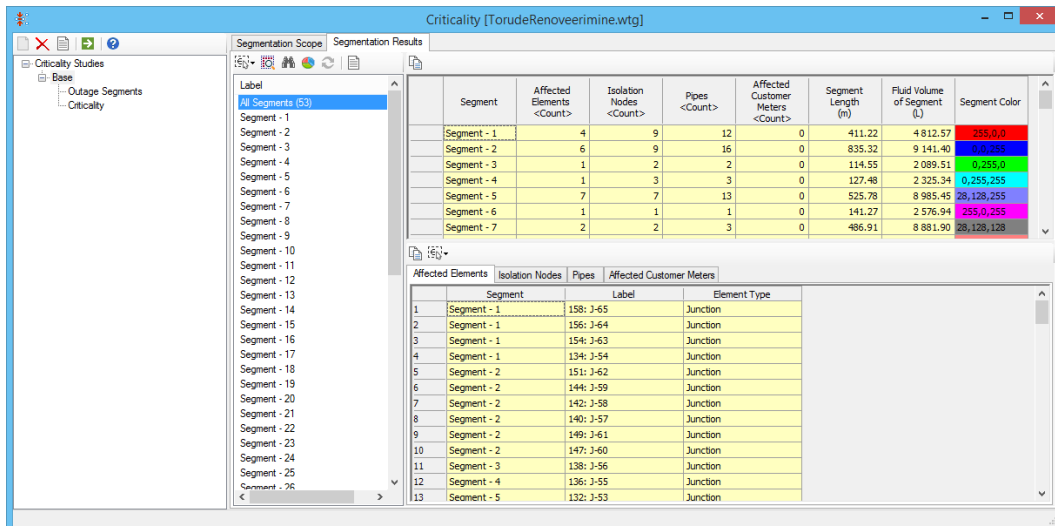 Criticality [TorudeRenoveerimine.wtg]
Segmentation Scope Segmentation Results
Criticality Studies
Base
Outage Segments
Criticality
Label
All Segments (53)
Segment - 1
Segment - 2
Segment - 3
Segment - 4
Segment - 5
Segment - 6
Segment - 7
Segment - 8
Segment - 9
Segment - 10
Segment - 11
Segment - 12
Segment - 13
Segment - 14
Segment - 15
Segment - 16
Segment - 17
Segment - 18
Segment - 19
Segment - 20
Segment - 21
Segment - 22
Segment - 23
Segment - 24
Segment - 25
Segment - 26
Segment Affected Elements <Count> Isolation Nodes <Count> Pipes <Count> Affected Customer Meters <Count> Segment Length (m) Fluid Volume of Segment (L) Segment Color
Segment - 1 4 9 12 0 411.22 4 812.57 255,0,0
Segment - 2 6 9 16 0 835.32 9 141.40 0,0,255
Segment - 3 1 2 2 0 114.55 2 089.51 0,255,0
Segment - 4 1 3 3 0 127.48 2 325.34 0,255,255
Segment - 5 7 7 13 0 525.78 8 985.45 28,128,255
Segment - 6 1 1 1 0 141.27 2 576.94 255,0,255
Segment - 7 2 2 3 0 486.91 8 881.90 28,128,128
Affected Elements Isolation Nodes Pipes Affected Customer Meters
Segment Label Element Type
1 Segment - 1 158: J-65 Junction
2 Segment - 1 156: J-64 Junction
3 Segment - 1 154: J-63 Junction
4 Segment - 1 134: J-54 Junction
5 Segment - 2 151: J-62 Junction
6 Segment - 2 144: J-59 Junction
7 Segment - 2 142: J-58 Junction
8 Segment - 2 140: J-57 Junction
9 Segment - 2 149: J-61 Junction
10 Segment - 2 147: J-60 Junction
11 Segment - 3 138: J-56 Junction
12 Segment - 4 136: J-55 Junction
13 Segment - 5 132: J-53 Junction